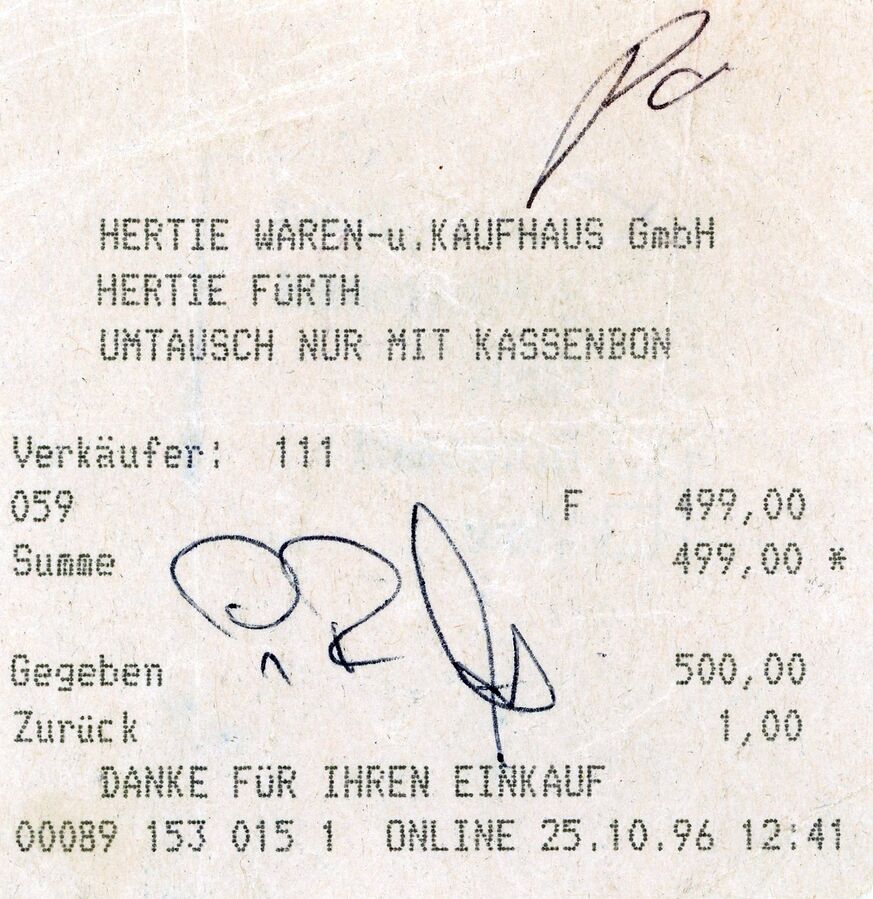 HERTIE WAREN-u.KAUFHAUS GmbH
HERTIE FüRTH
UMTAUSCH NUR MIT KASSENBON
Verkäufer: 111
059 F 499,00
Summe 499,00 *
Gegeben 500,00
Zurück 1,00
DANKE FüR IHREN EINKAUF
00089 153 015 1 ONLINE 25.10.96 12:41